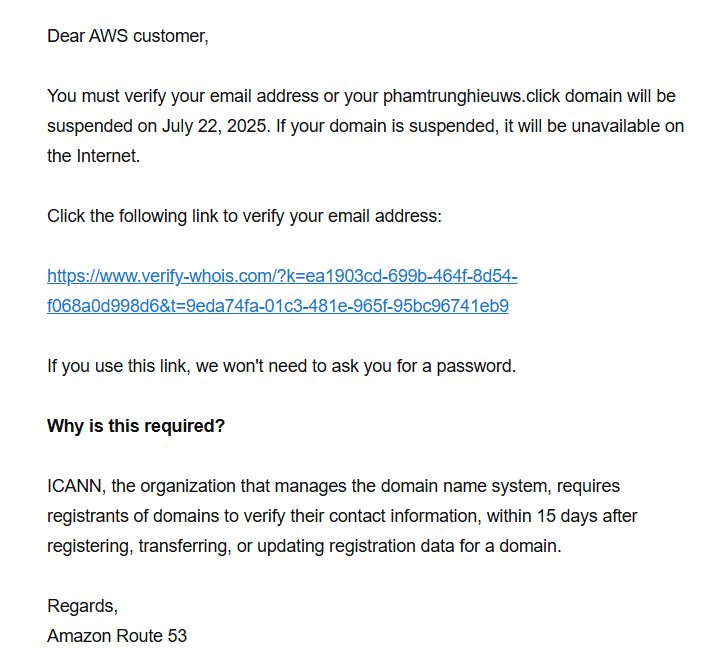 Dear AWS customer,
You must verify your email address or your phamtrunghieuws.click domain will be
suspended on July 22, 2025. If your domain is suspended, it will be unavailable on
the Internet.
Click the following link to verify your email address:
https://www.verify-whois.com/?k=ea1903cd-699b-464f-8d54-
f068a0d998d6&t=9eda74fa-01c3-481e-965f-95bc96741eb9
If you use this link, we won't need to ask you for a password.
Why is this required?
ICANN, the organization that manages the domain name system, requires
registrants of domains to verify their contact information, within 15 days after
registering, transferring, or updating registration data for a domain.
Regards,
Amazon Route 53